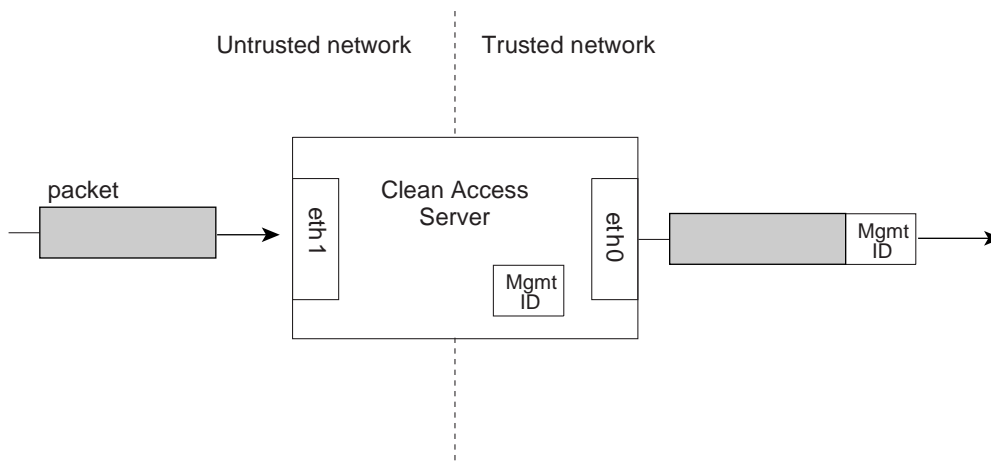 Untrusted network
Trusted network
packet
Clean Access
Server
eth1
eth0
Mgmt
ID
Mgmt
ID